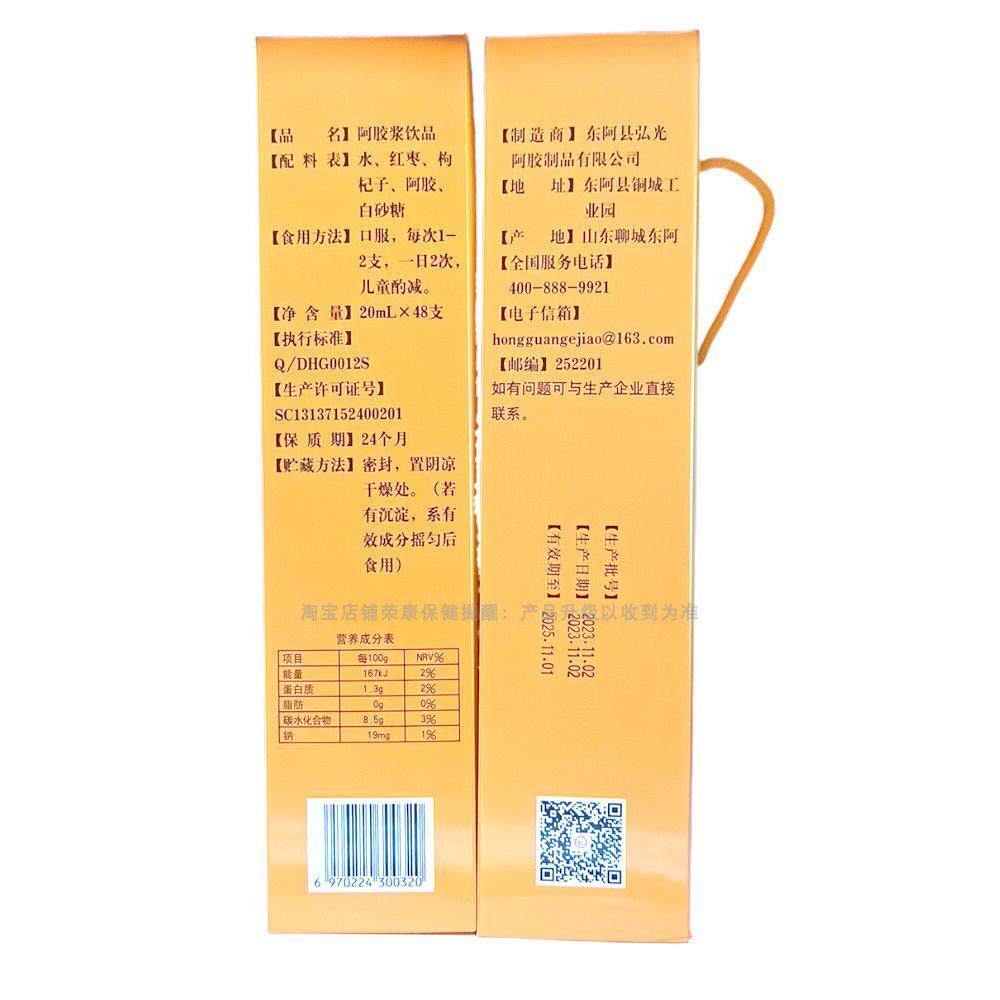 【品 名】阿胶浆饮品
【配 料 表】水、红枣、枸
杞子、阿胶、
白砂糖
【食用方法】口服，每次1-
2支，一日2次，
儿童酌减。
【净 含 量】20mL×48支
【执行标准】
Q/DHG0012S
【生产许可证号】
SC13137152400201
【保 质 期】24个月
【贮藏方法】密封，置阴凉
干燥处。（若
有沉淀，系有
效成分摇匀后
食用）
营养成分表
项目 每100g NRV%
能量 167kJ 2%
蛋白质 1.3g 2%
脂肪 0g 0%
碳水化合物 8.5g 3%
钠 19mg 1%
6 970224 300320
【制 造 商】东阿县弘光
阿胶制品有限公司
【地 址】东阿县铜城工
业园
【产 地】山东聊城东阿
【全国服务电话】
400-888-9921
【电子信箱】
hongguangejiao@163.com
【邮编】252201
如有问题可与生产企业直接
联系。
【生产批号】2023.11.02
【生产日期】2023.11.02
【有效期至】2025.11.01
淘宝店铺荣康保健提醒：产品升级以收到为准